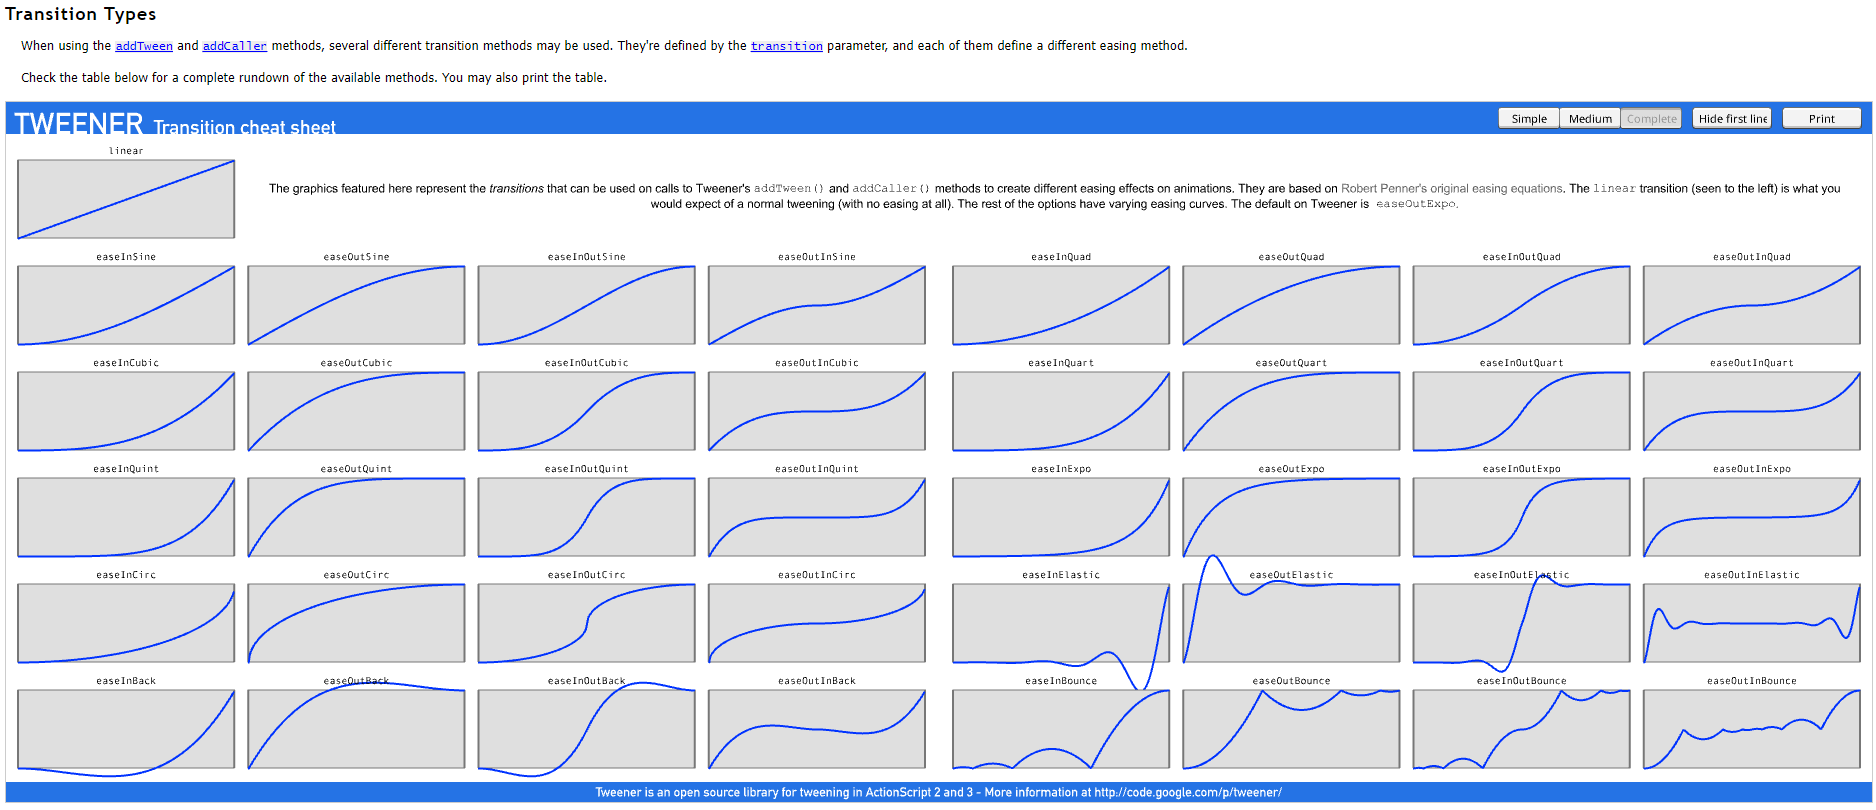 Transition Types
When using the addTween and addCaller methods, several different transition methods may be used. They're defined by the transition parameter, and each of them define a different easing method.
Check the table below for a complete rundown of the available methods. You may also print the table.
TWEENER Transition cheat sheet
Simple Medium Complete Hide first line Print
linear
The graphics featured here represent the transitions that can be used on calls to Tweener's addTween() and addCaller() methods to create different easing effects on animations. They are based on Robert Penner's original easing equations. The linear transition (seen to the left) is what you
would expect of a normal tweening (with no easing at all). The rest of the options have varying easing curves. The default on Tweener is easeOutExpo.
easeInSine easeOutSine easeInOutSine easeOutInSine easeInQuad easeOutQuad easeInOutQuad easeOutInQuad
easeInCubic easeOutCubic easeInOutCubic easeOutInCubic easeInQuart easeOutQuart easeInOutQuart easeOutInQuart
easeInQuint easeOutQuint easeInOutQuint easeOutInQuint easeInExpo easeOutExpo easeInOutExpo easeOutInExpo
easeInCirc easeOutCirc easeInOutCirc easeOutInCirc easeInElastic easeOutElastic easeInOutElastic easeOutInElastic
easeInBack easeOutBack easeInOutBack easeOutInBack easeInBounce easeOutBounce easeInOutBounce easeOutInBounce
Tweener is an open source library for tweening in ActionScript 2 and 3 - More information at http://code.google.com/p/tweener/